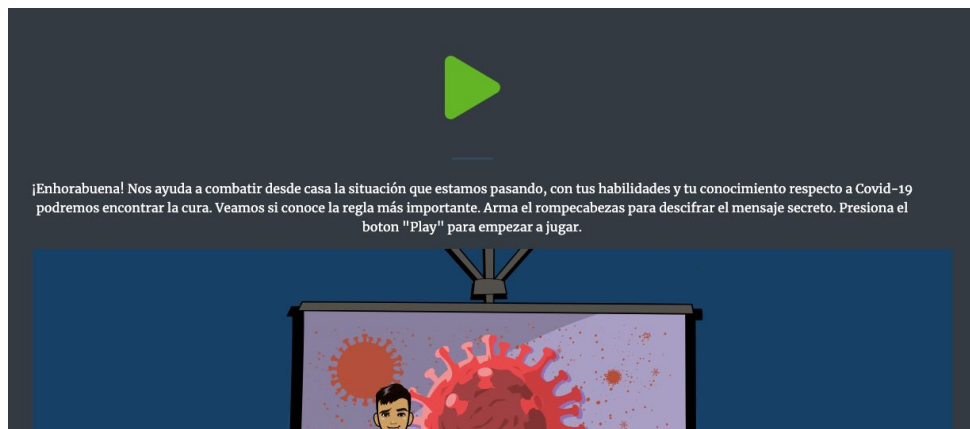 ¡Enhorabuena! Nos ayuda a combatir desde casa la situación que estamos pasando, con tus habilidades y tu conocimiento respecto a Covid-19
podremos encontrar la cura. Veamos si conoce la regla más importante. Arma el rompecabezas para descifrar el mensaje secreto. Presiona el
boton "Play" para empezar a jugar.